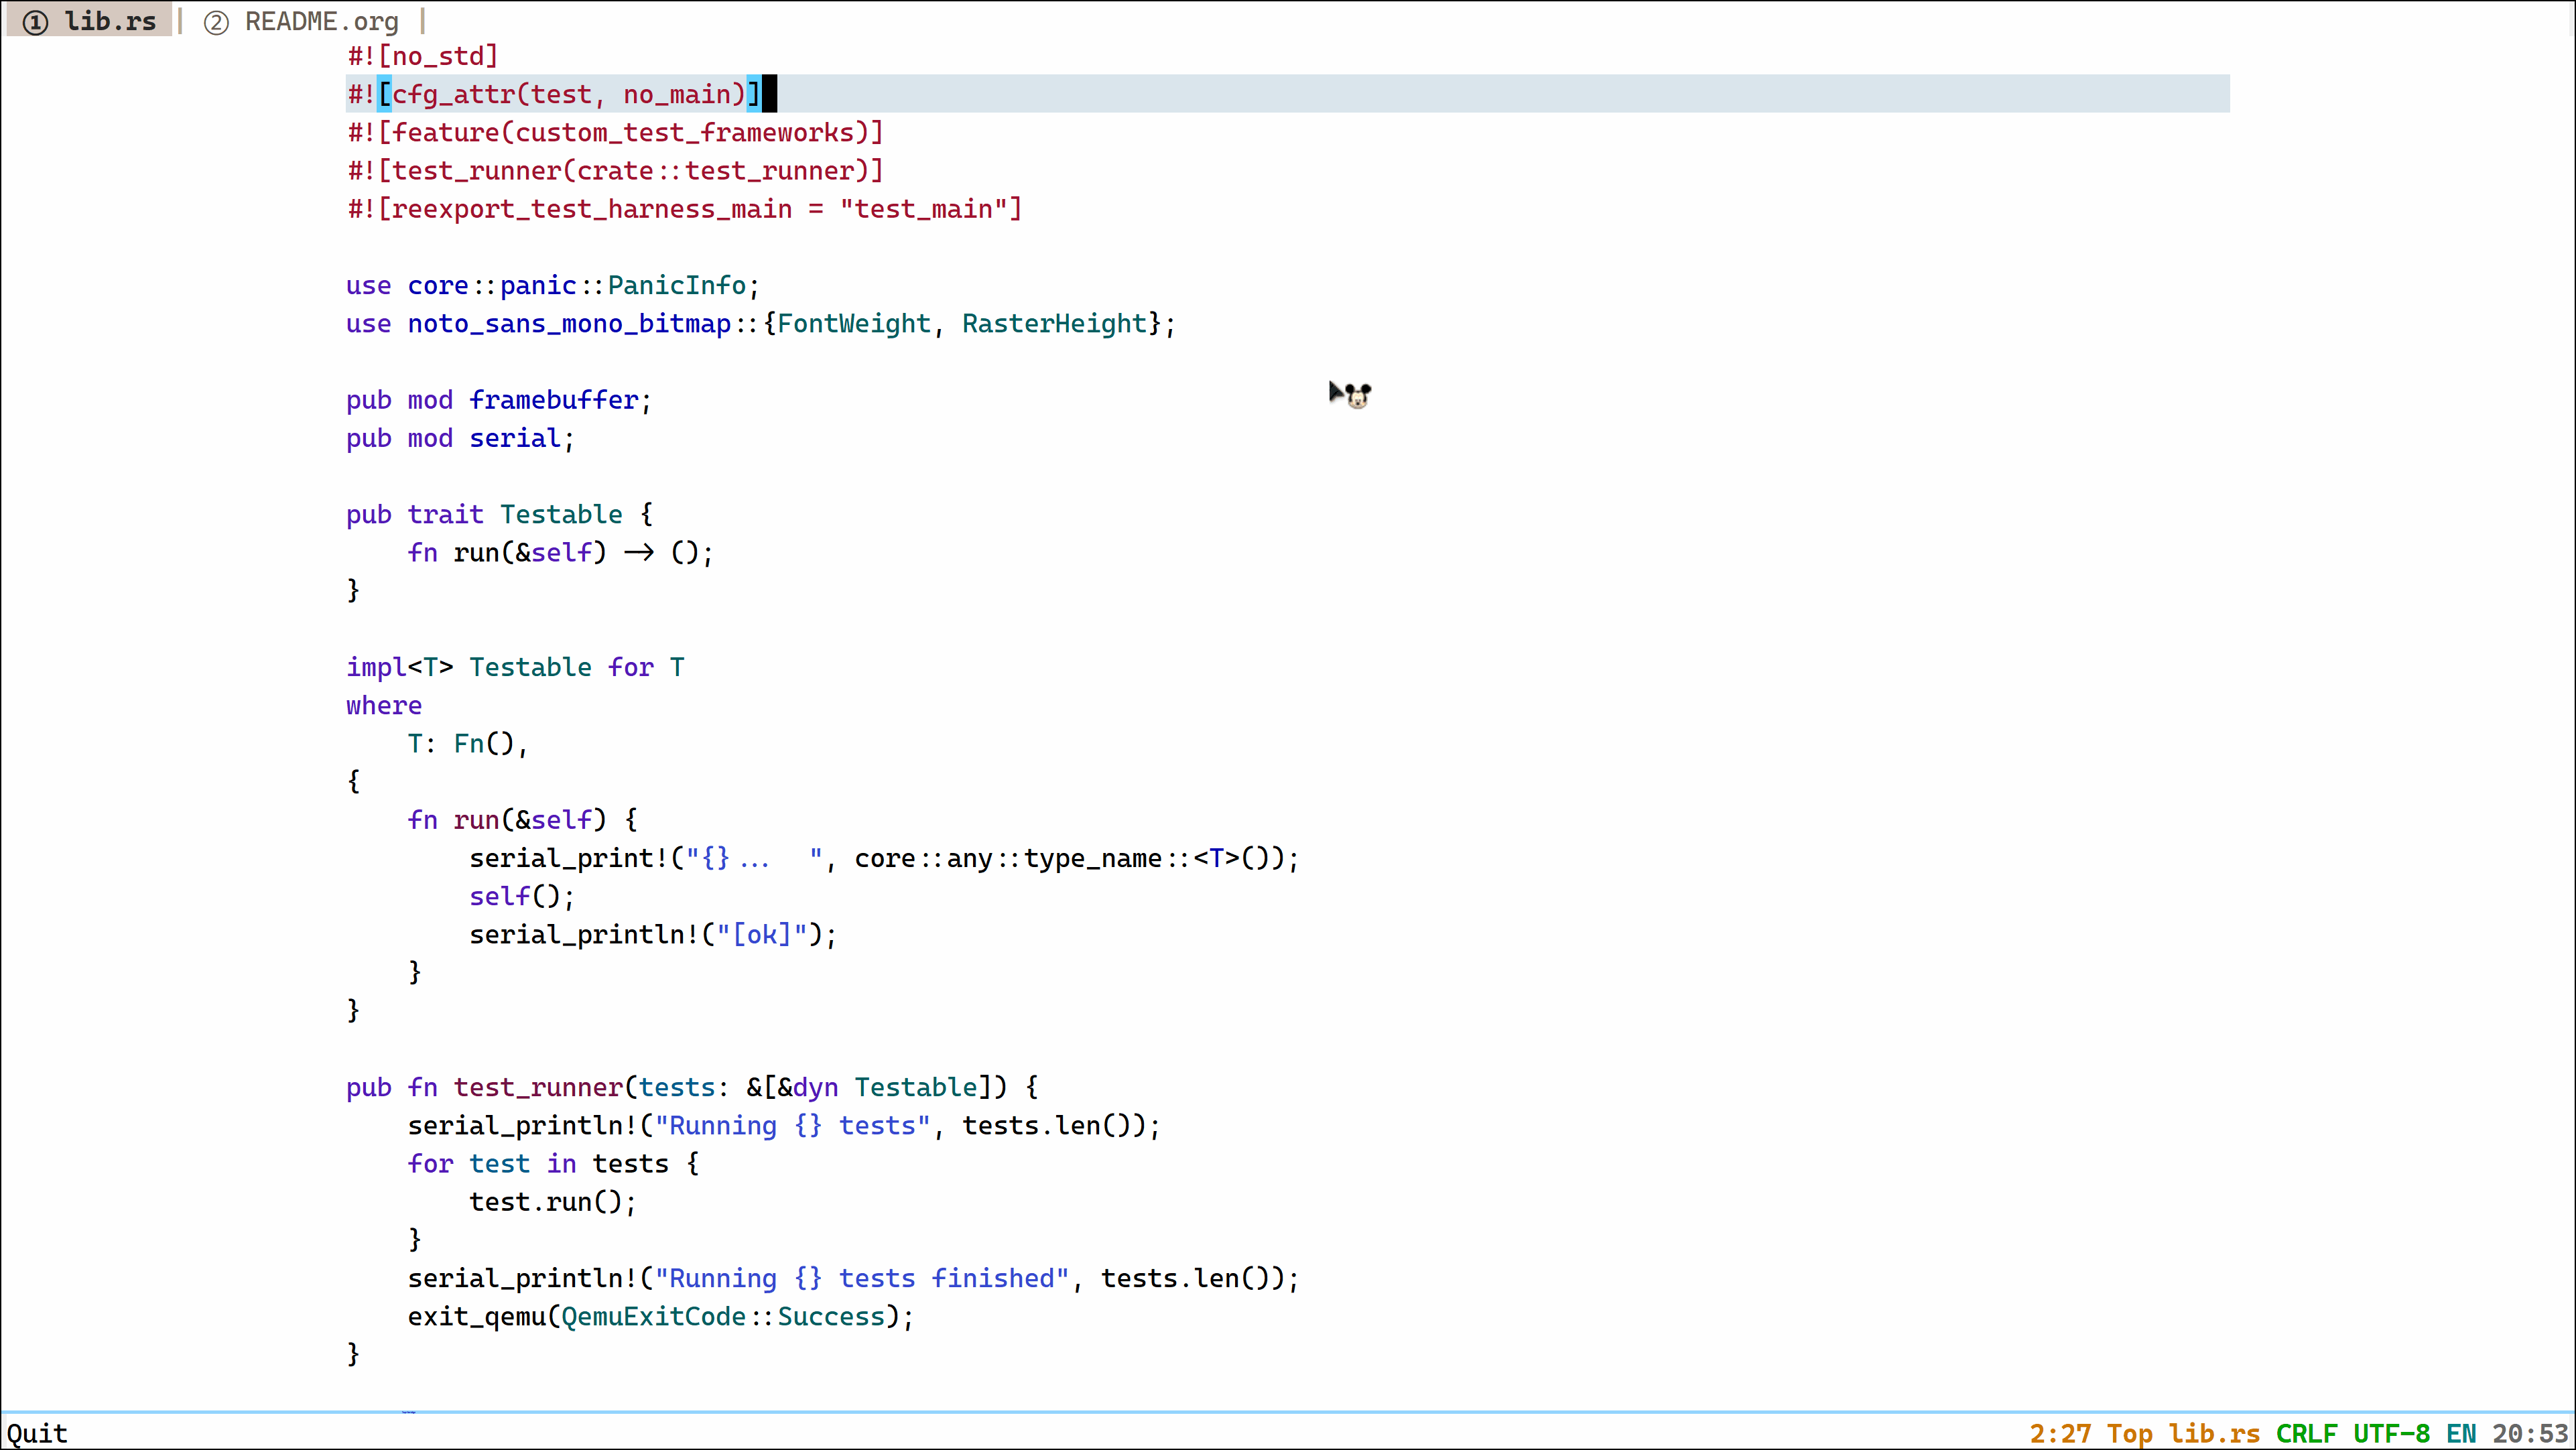 ① lib.rs | ② README.org |
#![no_std]
#![cfg_attr(test, no_main)]
#![feature(custom_test_frameworks)]
#![test_runner(crate::test_runner)]
#![reexport_test_harness_main = "test_main"]
use core::panic::PanicInfo;
use noto_sans_mono_bitmap::{FontWeight, RasterHeight};
pub mod framebuffer;
pub mod serial;
pub trait Testable {
    fn run(&self) -> ();
}
impl<T> Testable for T
where
    T: Fn(),
{
    fn run(&self) {
        serial_print!("{}...  ", core::any::type_name::<T>());
        self();
        serial_println!("[ok]");
    }
}
pub fn test_runner(tests: &[&dyn Testable]) {
    serial_println!("Running {} tests", tests.len());
    for test in tests {
        test.run();
    }
    serial_println!("Running {} tests finished", tests.len());
    exit_qemu(QemuExitCode::Success);
}
Quit 2:27 Top lib.rs CRLF UTF-8 EN 20:53